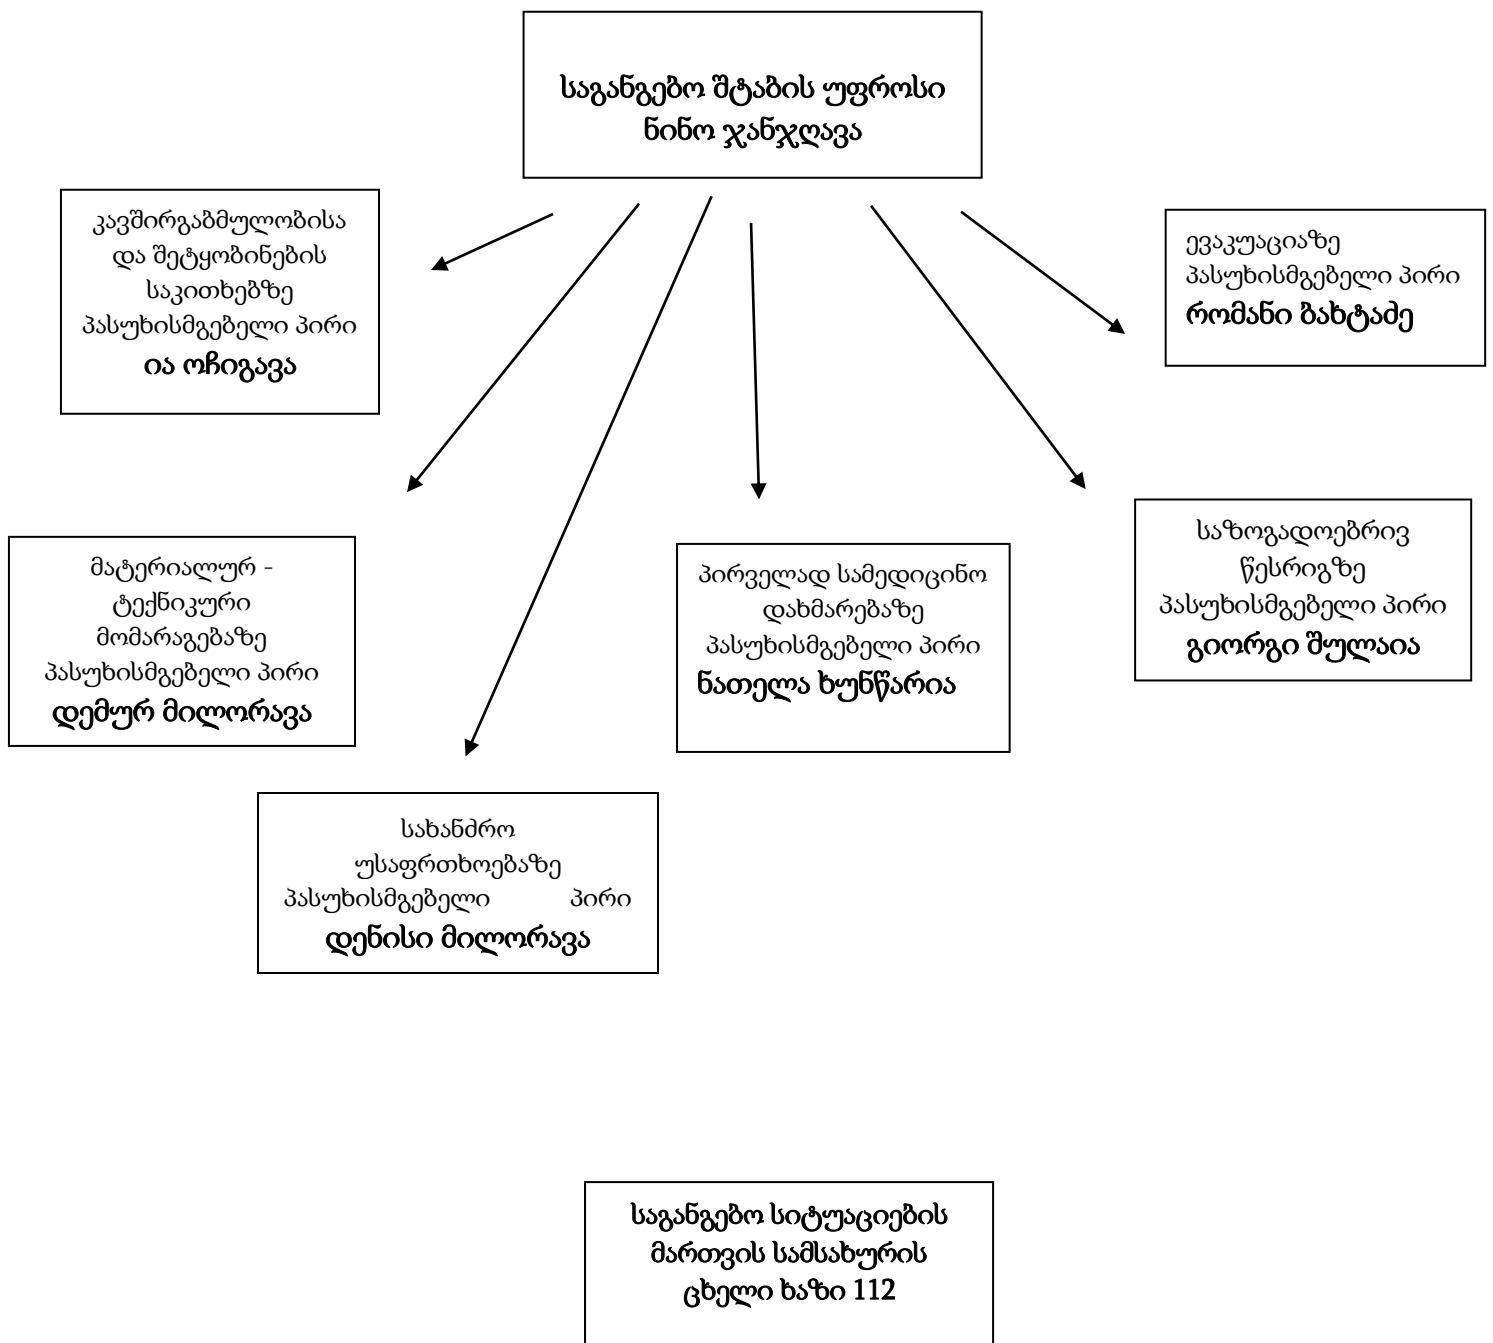 საგანგებო შტაბის უფროსი
ნინო ჯანჯღავა
კავშირგაბმულობისა
და შეტყობინების
საკითხებზე
პასუხისმგებელი პირი
ია ოჩიგავა
ევაკუაციაზე
პასუხისმგებელი პირი
რომანი ბახტაძე
მატერიალურ -
ტექნიკური
მომარაგებაზე
პასუხისმგებელი პირი
დემურ მილორავა
პირველად სამედიცინო
დახმარებაზე
პასუხისმგებელი პირი
ნათელა ხუნწარია
საზოგადოებრივ
წესრიგზე
პასუხისმგებელი პირი
გიორგი შულაია
სახანძრო
უსაფრთხოებაზე
პასუხისმგებელი პირი
დენისი მილორავა
საგანგებო სიტუაციების
მართვის სამსახურის
ცხელი ხაზი 112